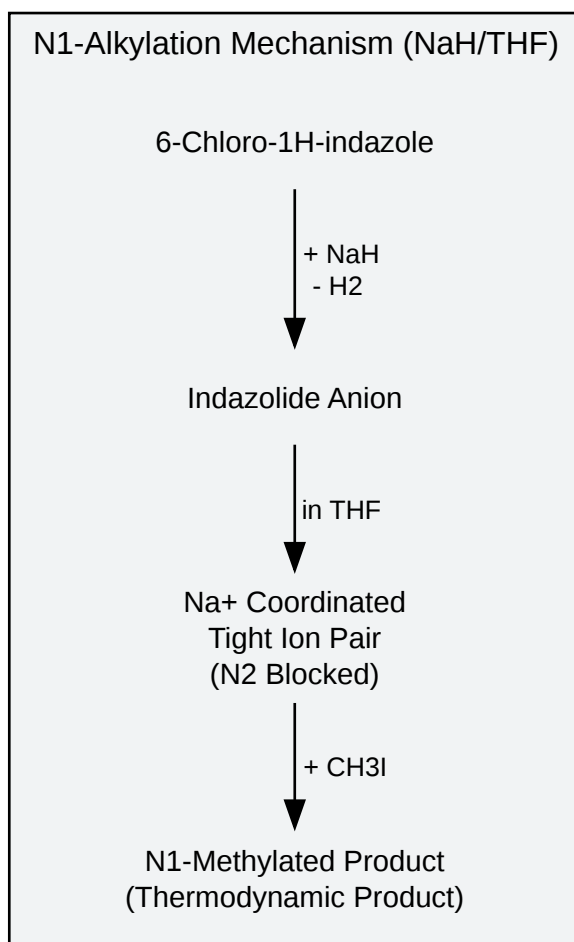 N1-Alkylation Mechanism (NaH/THF)
6-Chloro-1H-indazole
+ NaH
- H2
Indazolide Anion
in THF
Na+ Coordinated
Tight Ion Pair
(N2 Blocked)
+ CH3I
N1-Methylated Product
(Thermodynamic Product)